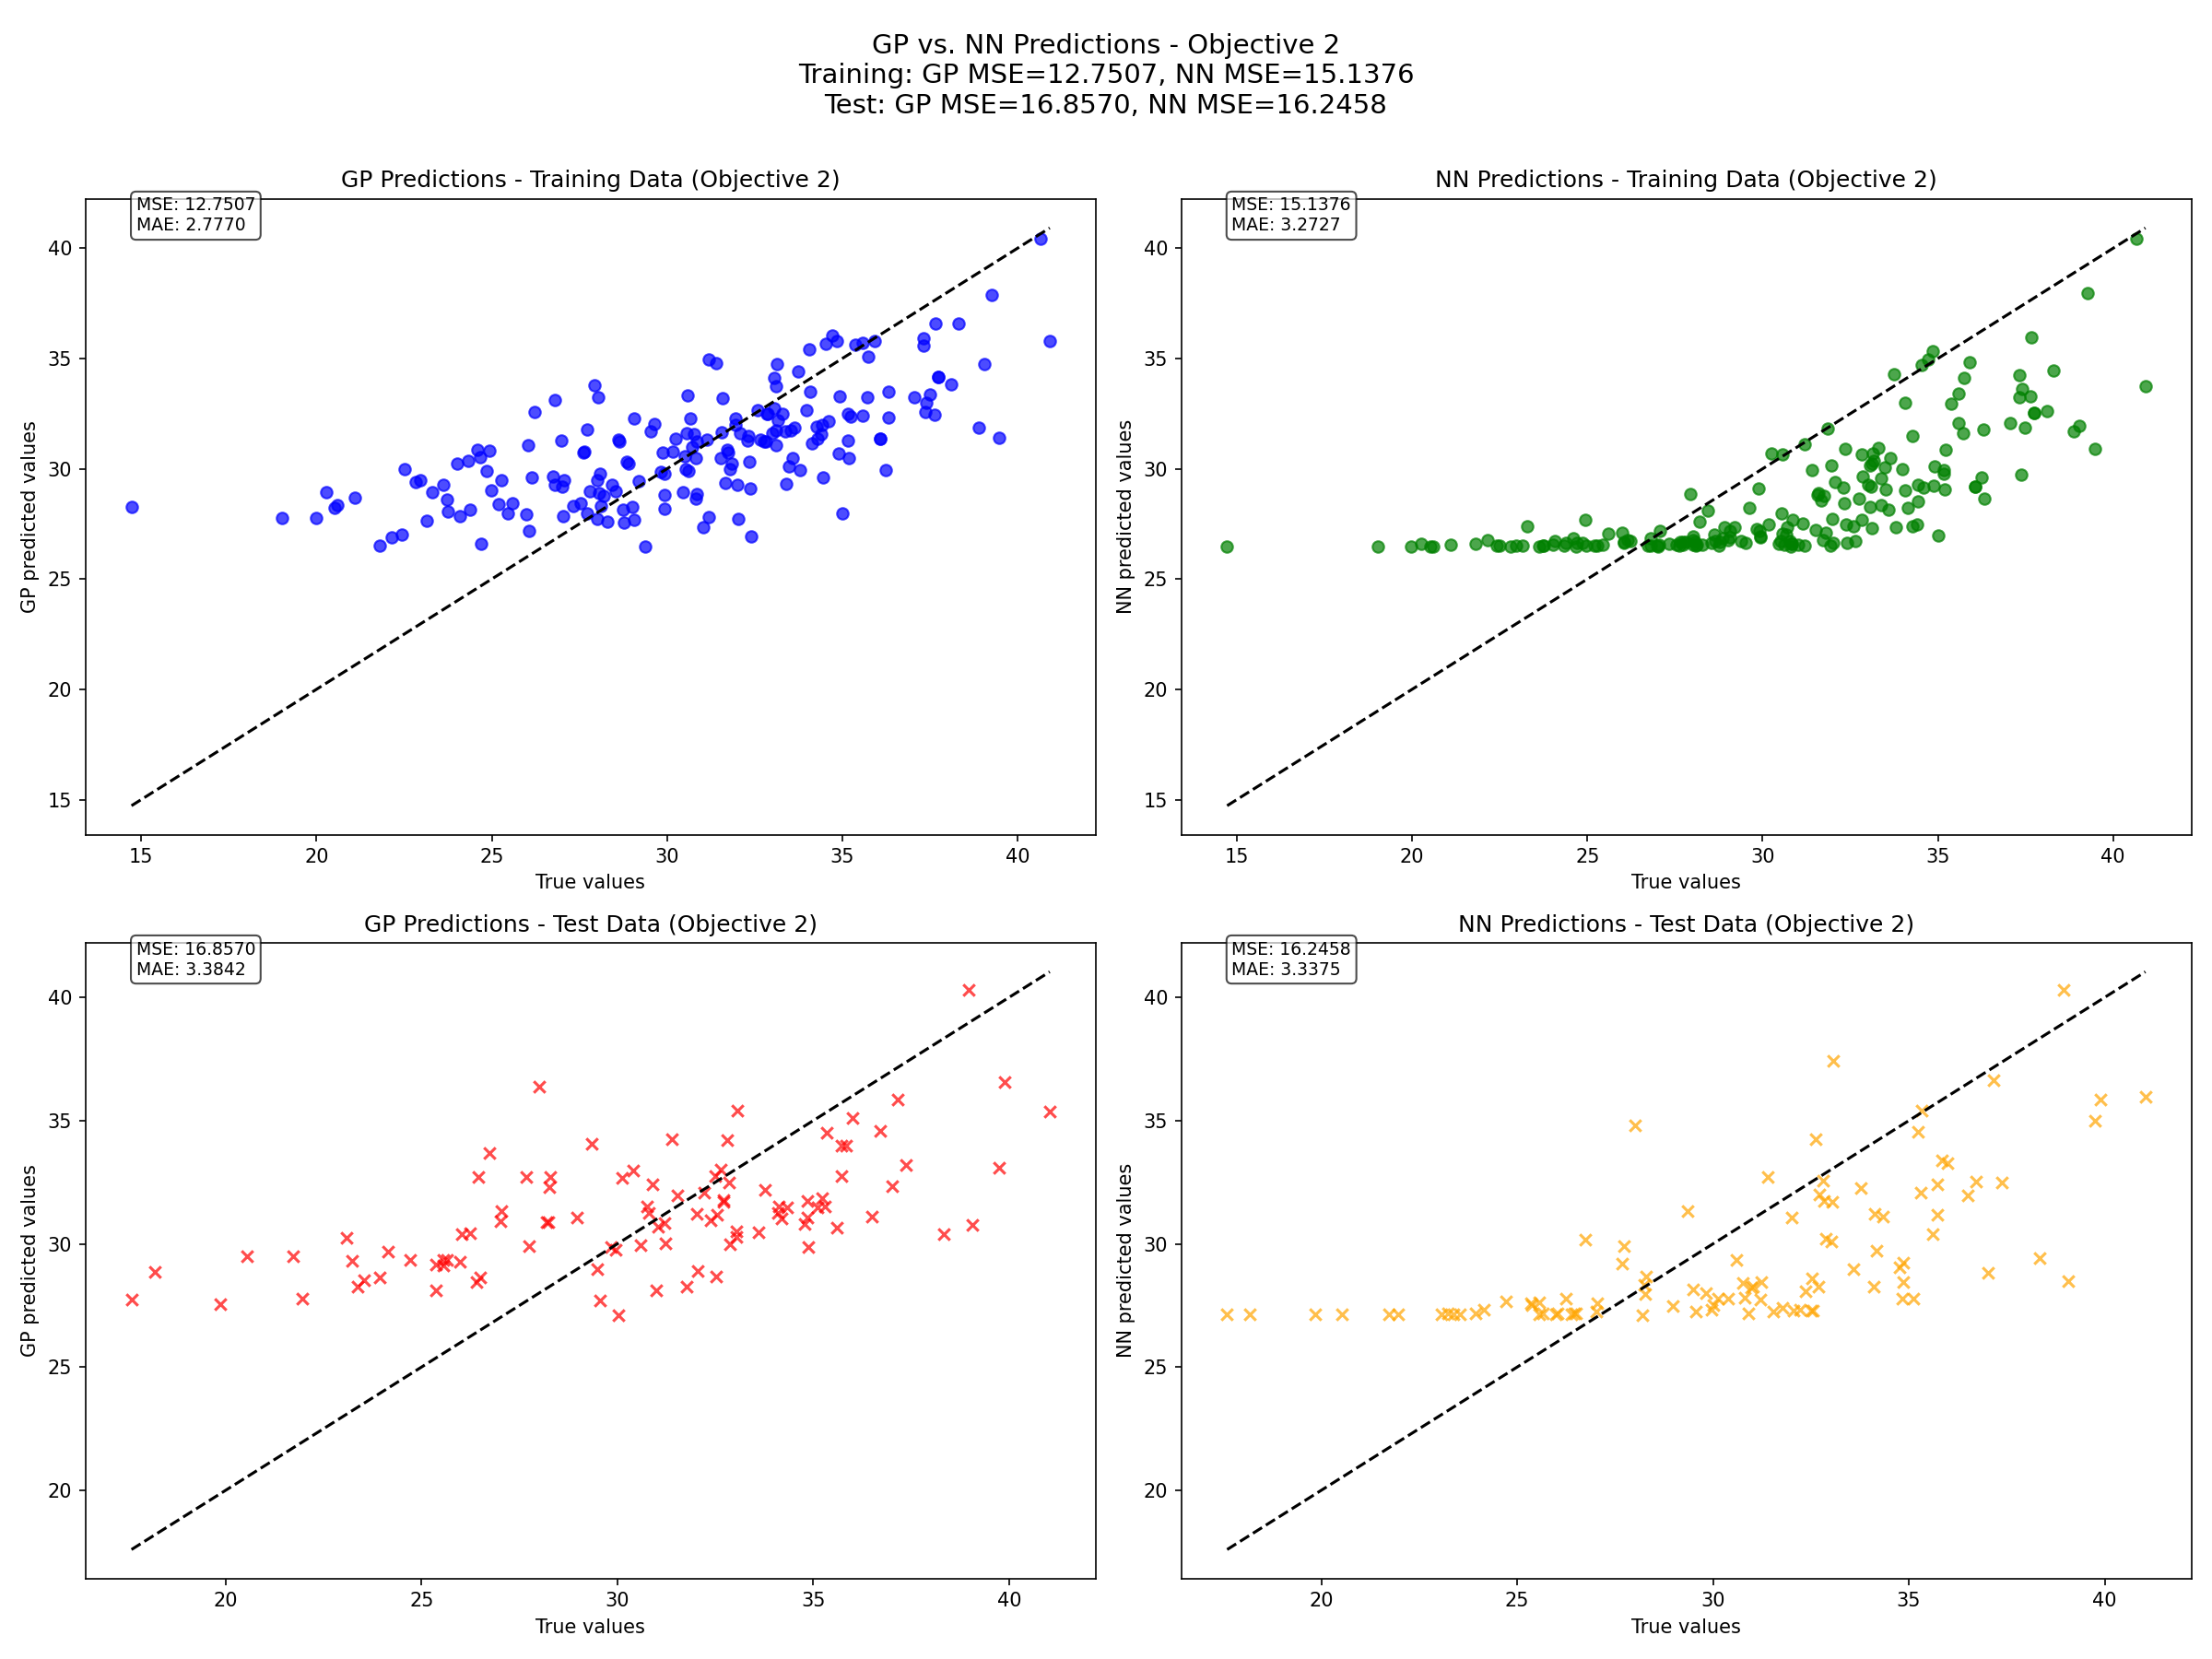 GP vs. NN Predictions - Objective 2
Training: GP MSE=12.7507, NN MSE=15.1376
Test: GP MSE=16.8570, NN MSE=16.2458
GP Predictions - Training Data (Objective 2)
MSE: 12.7507
MAE: 2.7770
GP predicted values
40
35
30
25
20
15
15 20 25 30 35 40
True values
NN Predictions - Training Data (Objective 2)
MSE: 15.1376
MAE: 3.2727
NN predicted values
40
35
30
25
20
15
15 20 25 30 35 40
True values
GP Predictions - Test Data (Objective 2)
MSE: 16.8570
MAE: 3.3842
GP predicted values
40
35
30
25
20
20 25 30 35 40
True values
NN Predictions - Test Data (Objective 2)
MSE: 16.2458
MAE: 3.3375
NN predicted values
40
35
30
25
20
20 25 30 35 40
True values